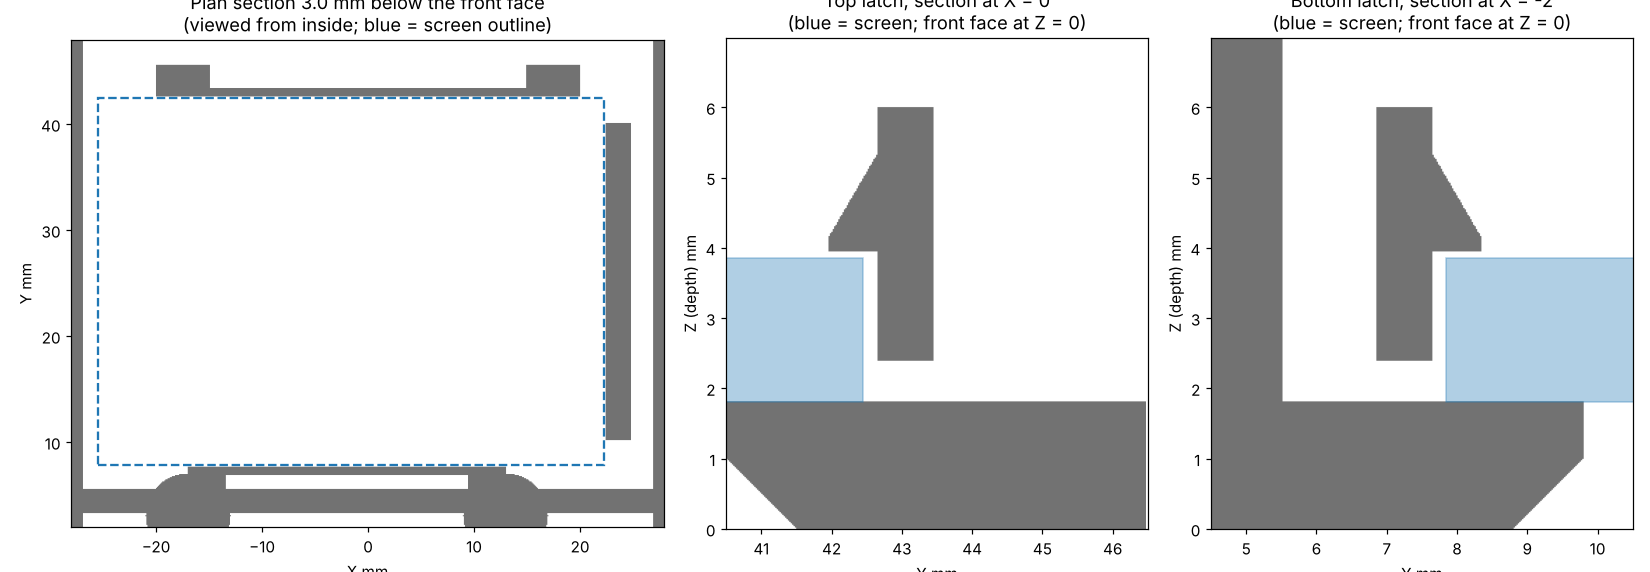 Plan section 3.0 mm below the front face
(viewed from inside; blue = screen outline)
Top latch, section at X = 0
(blue = screen; front face at Z = 0)
Bottom latch, section at X = -2
(blue = screen; front face at Z = 0)
Y mm
40
30
20
10
−20
−10
0
10
20
X mm
Z (depth) mm
6
5
4
3
2
1
0
41
42
43
44
45
46
Y mm
Z (depth) mm
6
5
4
3
2
1
0
5
6
7
8
9
10
Y mm